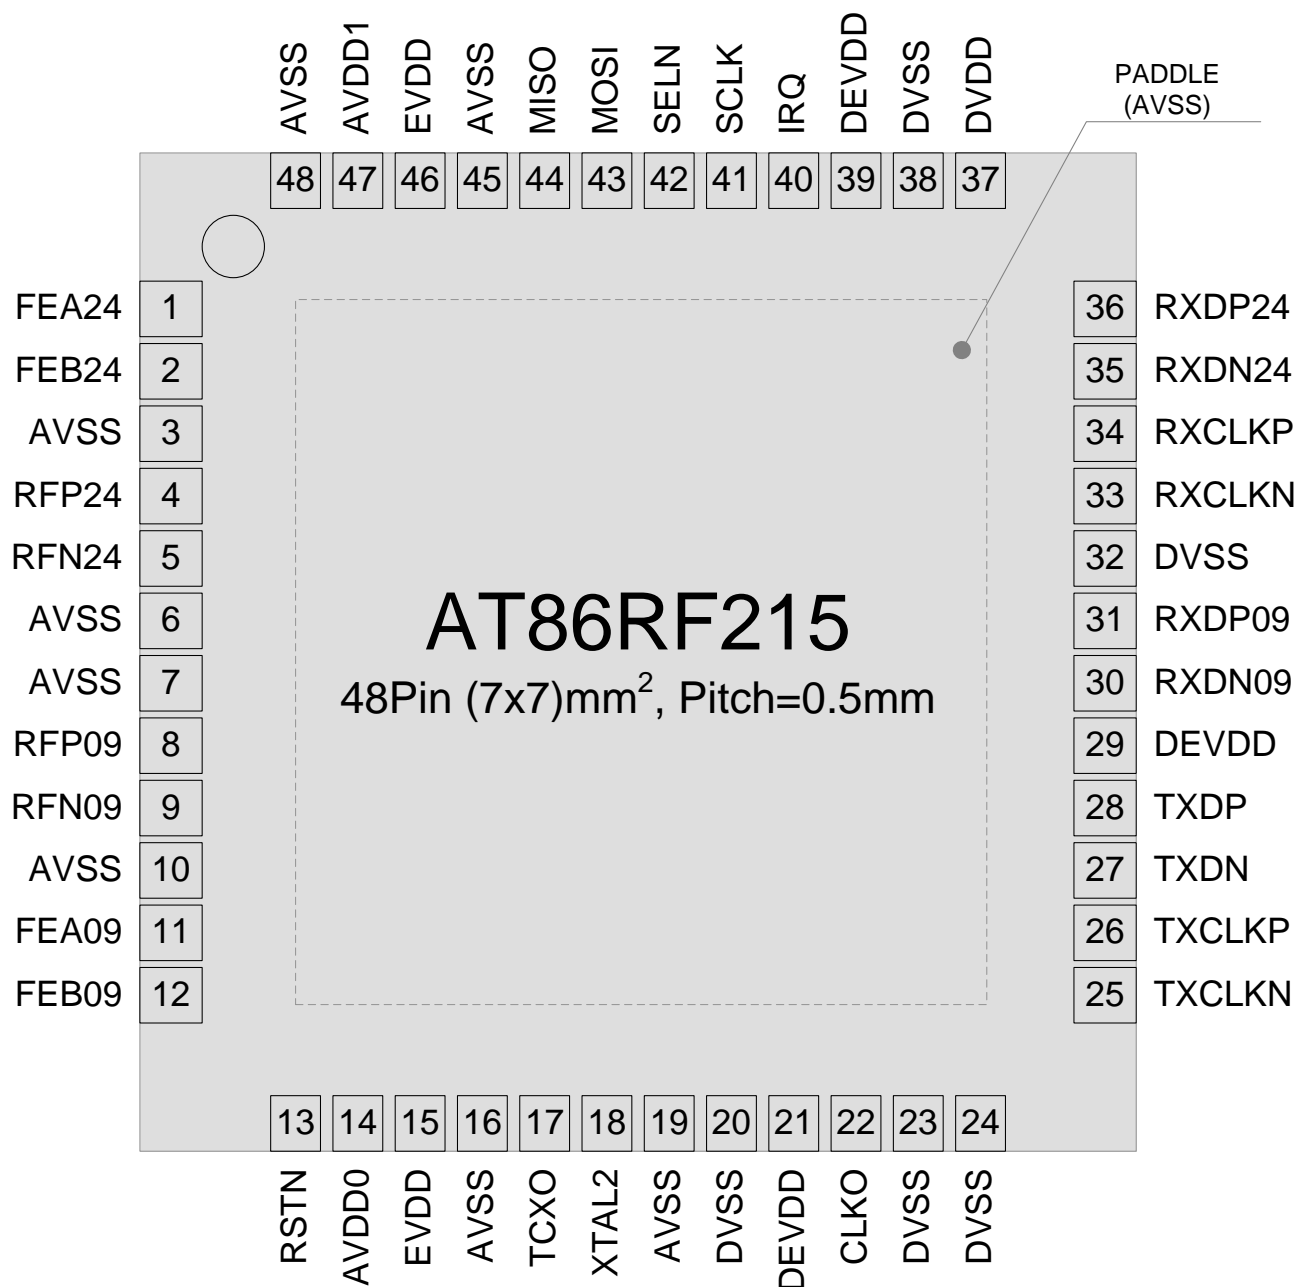 AVSS AVDD1 EVDD AVSS MISO MOSI SELN SCLK IRQ DEVDD DVSS DVDD
PADDLE
(AVSS)
48 47 46 45 44 43 42 41 40 39 38 37
FEA24 1 36 RXDP24
FEB24 2 35 RXDN24
AVSS 3 34 RXCLKP
RFP24 4 33 RXCLKN
RFN24 5 32 DVSS
AVSS 6 31 RXDP09
AVSS 7 30 RXDN09
RFP09 8 29 DEVDD
RFN09 9 28 TXDP
AVSS 10 27 TXDN
FEA09 11 26 TXCLKP
FEB09 12 25 TXCLKN
AT86RF215
48Pin (7x7)mm², Pitch=0.5mm
13 14 15 16 17 18 19 20 21 22 23 24
RSTN AVDD0 EVDD AVSS TCXO XTAL2 AVSS DVSS DEVDD CLKO DVSS DVSS